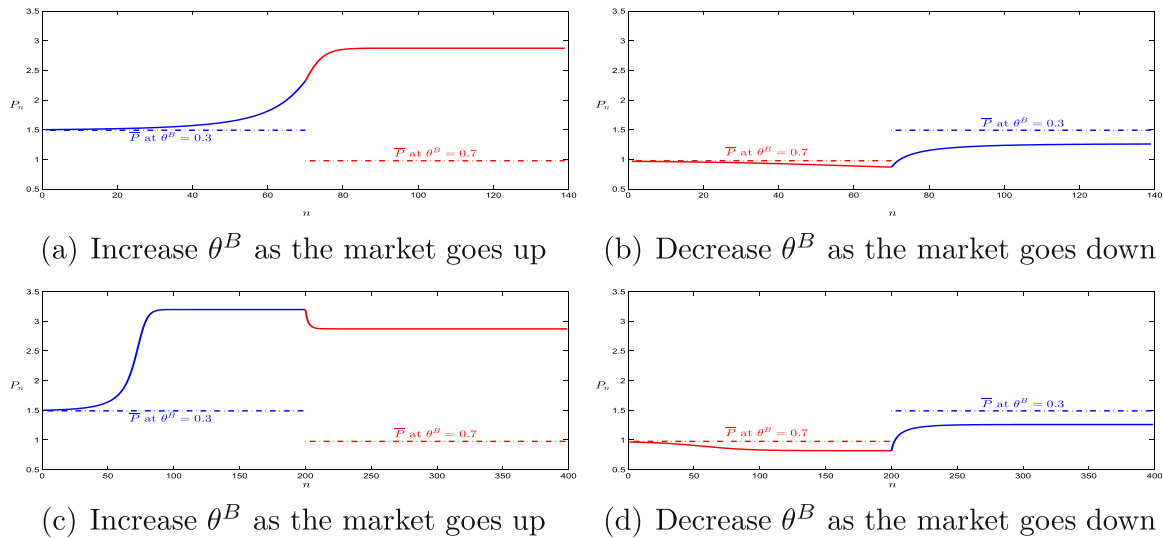 3.5
3
2.5
P_n
2
1.5
P̅ at θ^B = 0.3
P̅ at θ^B = 0.7
1
0.5
0 20 40 60 80 100 120 140
n
(a) Increase θ^B as the market goes up
3.5
3
2.5
P_n
2
P̅ at θ^B = 0.3
1.5
P̅ at θ^B = 0.7
1
0.5
0 20 40 60 80 100 120 140
n
(b) Decrease θ^B as the market goes down
3.5
3
2.5
P_n
2
1.5
P̅ at θ^B = 0.3
P̅ at θ^B = 0.7
1
0.5
0 50 100 150 200 250 300 350 400
n
(c) Increase θ^B as the market goes up
3.5
3
2.5
P_n
2
P̅ at θ^B = 0.3
1.5
P̅ at θ^B = 0.7
1
0.5
0 50 100 150 200 250 300 350 400
n
(d) Decrease θ^B as the market goes down